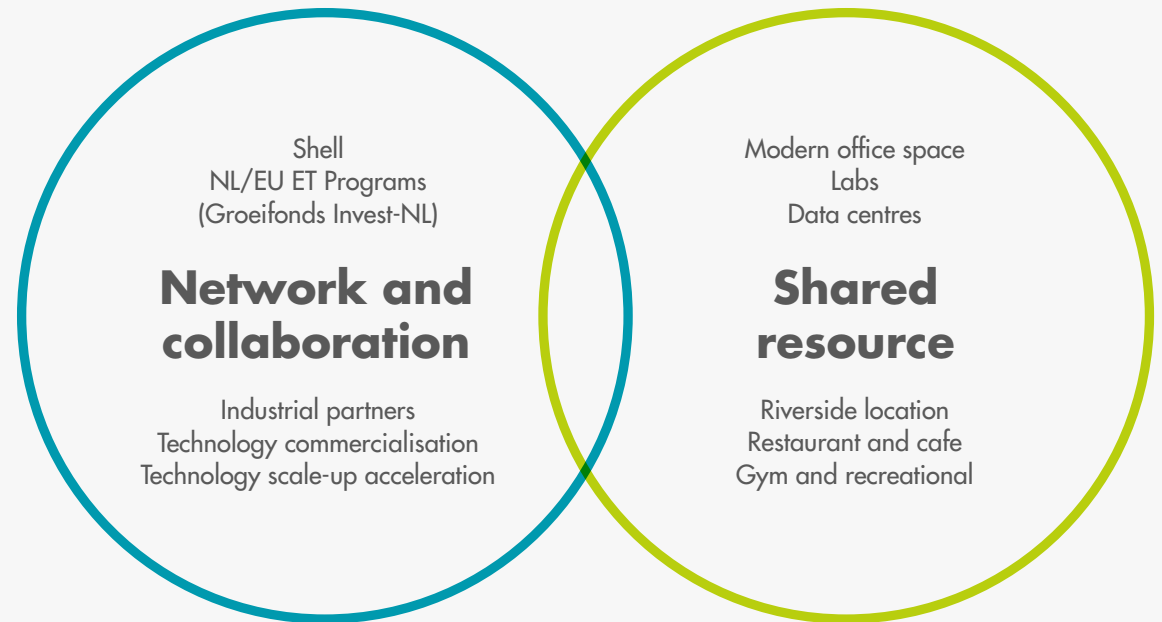 Shell
NL/EU ET Programs
(Groeifonds Invest-NL)
Network and
collaboration
Industrial partners
Technology commercialisation
Technology scale-up acceleration
Modern office space
Labs
Data centres
Shared
resource
Riverside location
Restaurant and cafe
Gym and recreational